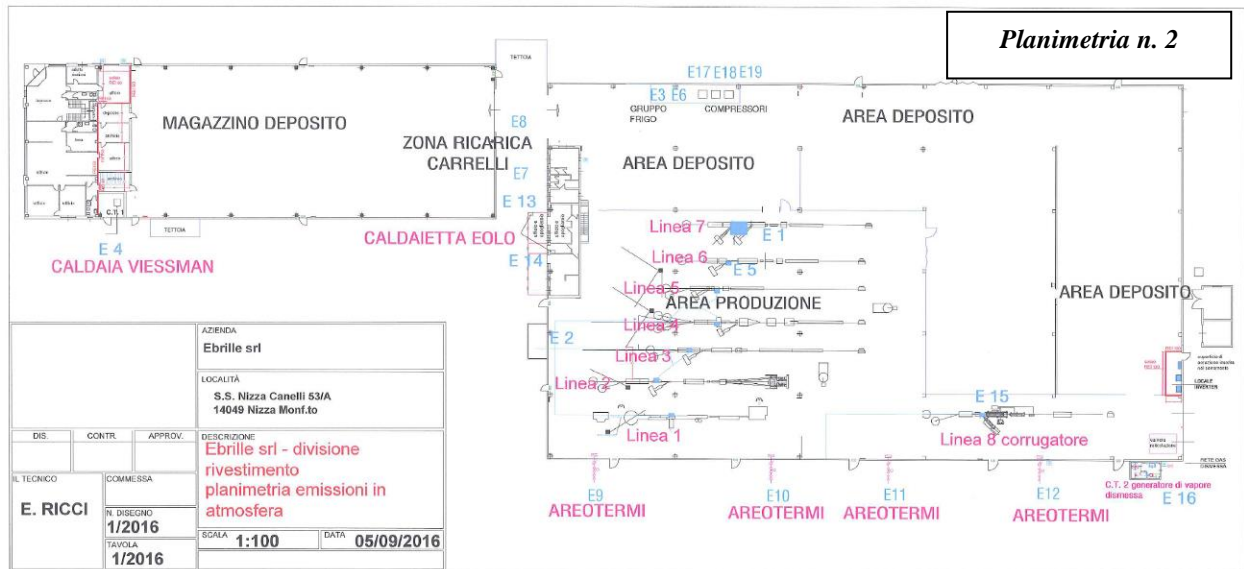 Planimetria n. 2
TETTOIA
E17 E18 E19
E3 E6
GRUPPO FRIGO
COMPRESSORI
AREA DEPOSITO
MAGAZZINO DEPOSITO
E8
ZONA RICARICA
CARRELLI
AREA DEPOSITO
E7
E 13
C.T. 1
TETTOIA
E 4
CALDAIA VIESSMAN
CALDAIETTA EOLO
E 14
Linea 7
E 1
Linea 6
E 5
Linea 5
AREA PRODUZIONE
AREA DEPOSITO
Linea 4
E 2
Linea 3
Linea 2
LOCALE
INVERTER
E 15
Linea 1
Linea 8 corrugatore
RETE GAS
DISMESSA
C.T. 2 generatore di vapore
dismessa
E 16
E9
AREOTERMI
E10
AREOTERMI
E11
AREOTERMI
E12
AREOTERMI
AZIENDA
Ebrille srl
LOCALITÀ
S.S. Nizza Canelli 53/A
14049 Nizza Monf.to
DIS.
CONTR.
APPROV.
DESCRIZIONE
Ebrille srl - divisione
rivestimento
planimetria emissioni in
atmosfera
IL TECNICO
E. RICCI
COMMESSA
N. DISEGNO
1/2016
TAVOLA
1/2016
SCALA 1:100
DATA 05/09/2016